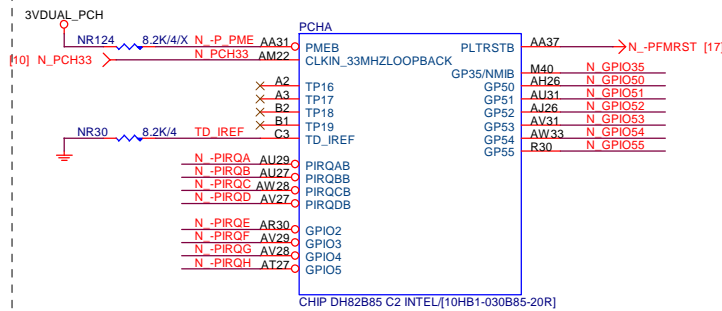 3VDUAL_PCH
PCHA
NR124 8.2K/4/X N_-P_PME AA31 PMEB PLTRSTB AA37 N_-PFMRST [17]
[10] N_PCH33 N_PCH33 AM22 CLKIN_33MHZLOOPBACK
GP35/NMIB M40 N_GPIO35
A2 TP16 GP50 AH26 N_GPIO50
A3 TP17 GP51 AU31 N_GPIO51
B2 TP18 GP52 AJ26 N_GPIO52
B1 TP19 GP53 AV31 N_GPIO53
NR30 8.2K/4 TD_IREF C3 TD_IREF GP54 AW33 N_GPIO54
GP55 R30 N_GPIO55
N_-PIRQA AU29 PIRQAB
N_-PIRQB AU27 PIRQBB
N_-PIRQC AW28 PIRQCB
N_-PIRQD AV27 PIRQDB
N_-PIRQE AR30 GPIO2
N_-PIRQF AV29 GPIO3
N_-PIRQG AV28 GPIO4
N_-PIRQH AT27 GPIO5
CHIP DH82B85 C2 INTEL/[10HB1-030B85-20R]